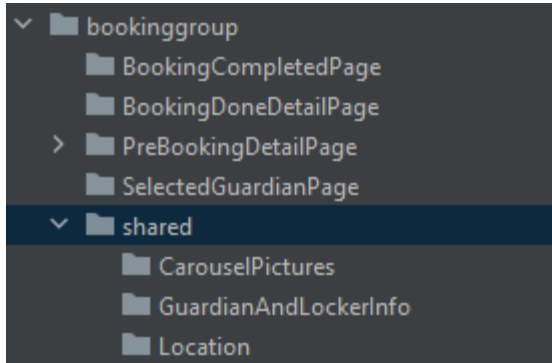 bookinggroup
BookingCompletedPage
BookingDoneDetailPage
PreBookingDetailPage
SelectedGuardianPage
shared
CarouselPictures
GuardianAndLockerInfo
Location